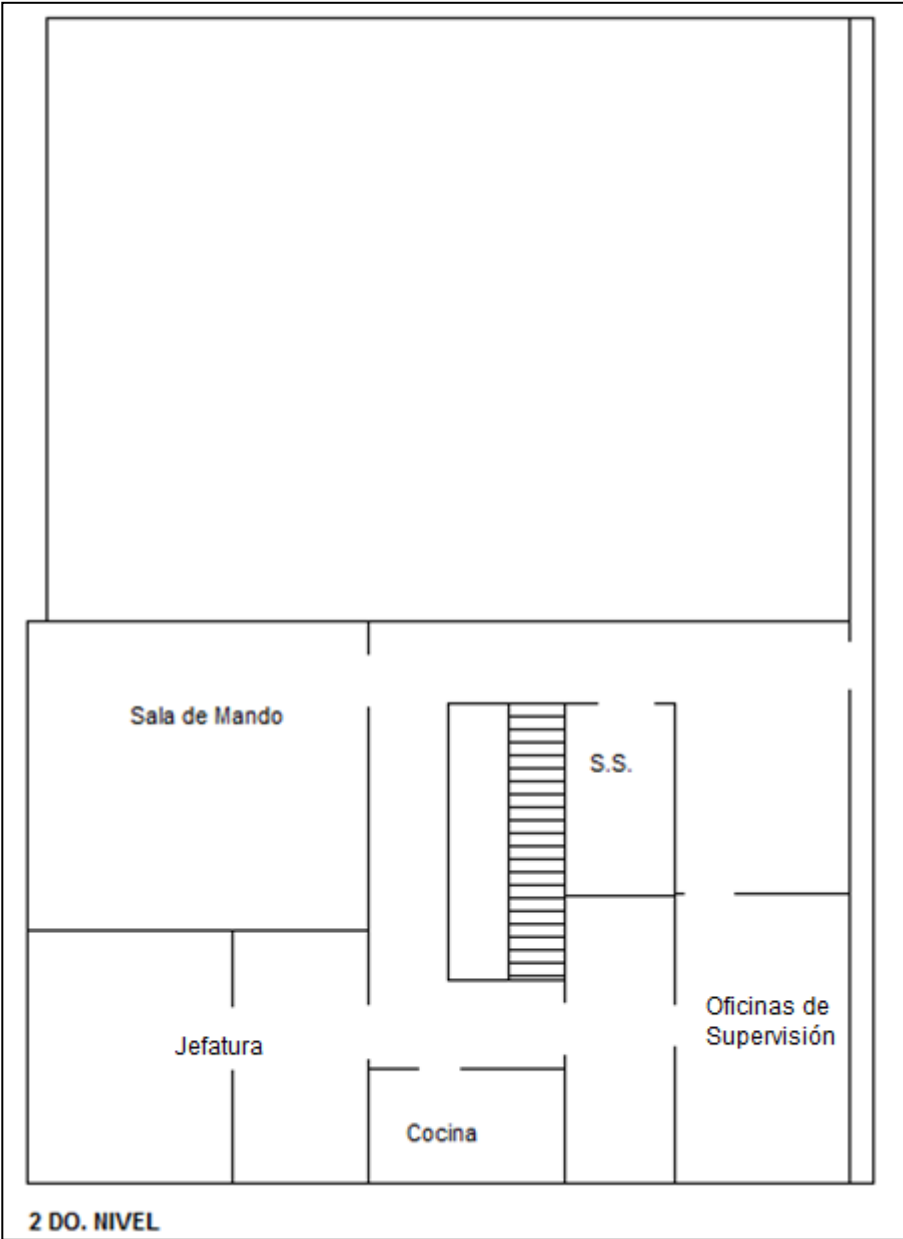 Sala de Mando
S.S.
Oficinas de
Supervisión
Jefatura
Cocina
2 DO. NIVEL